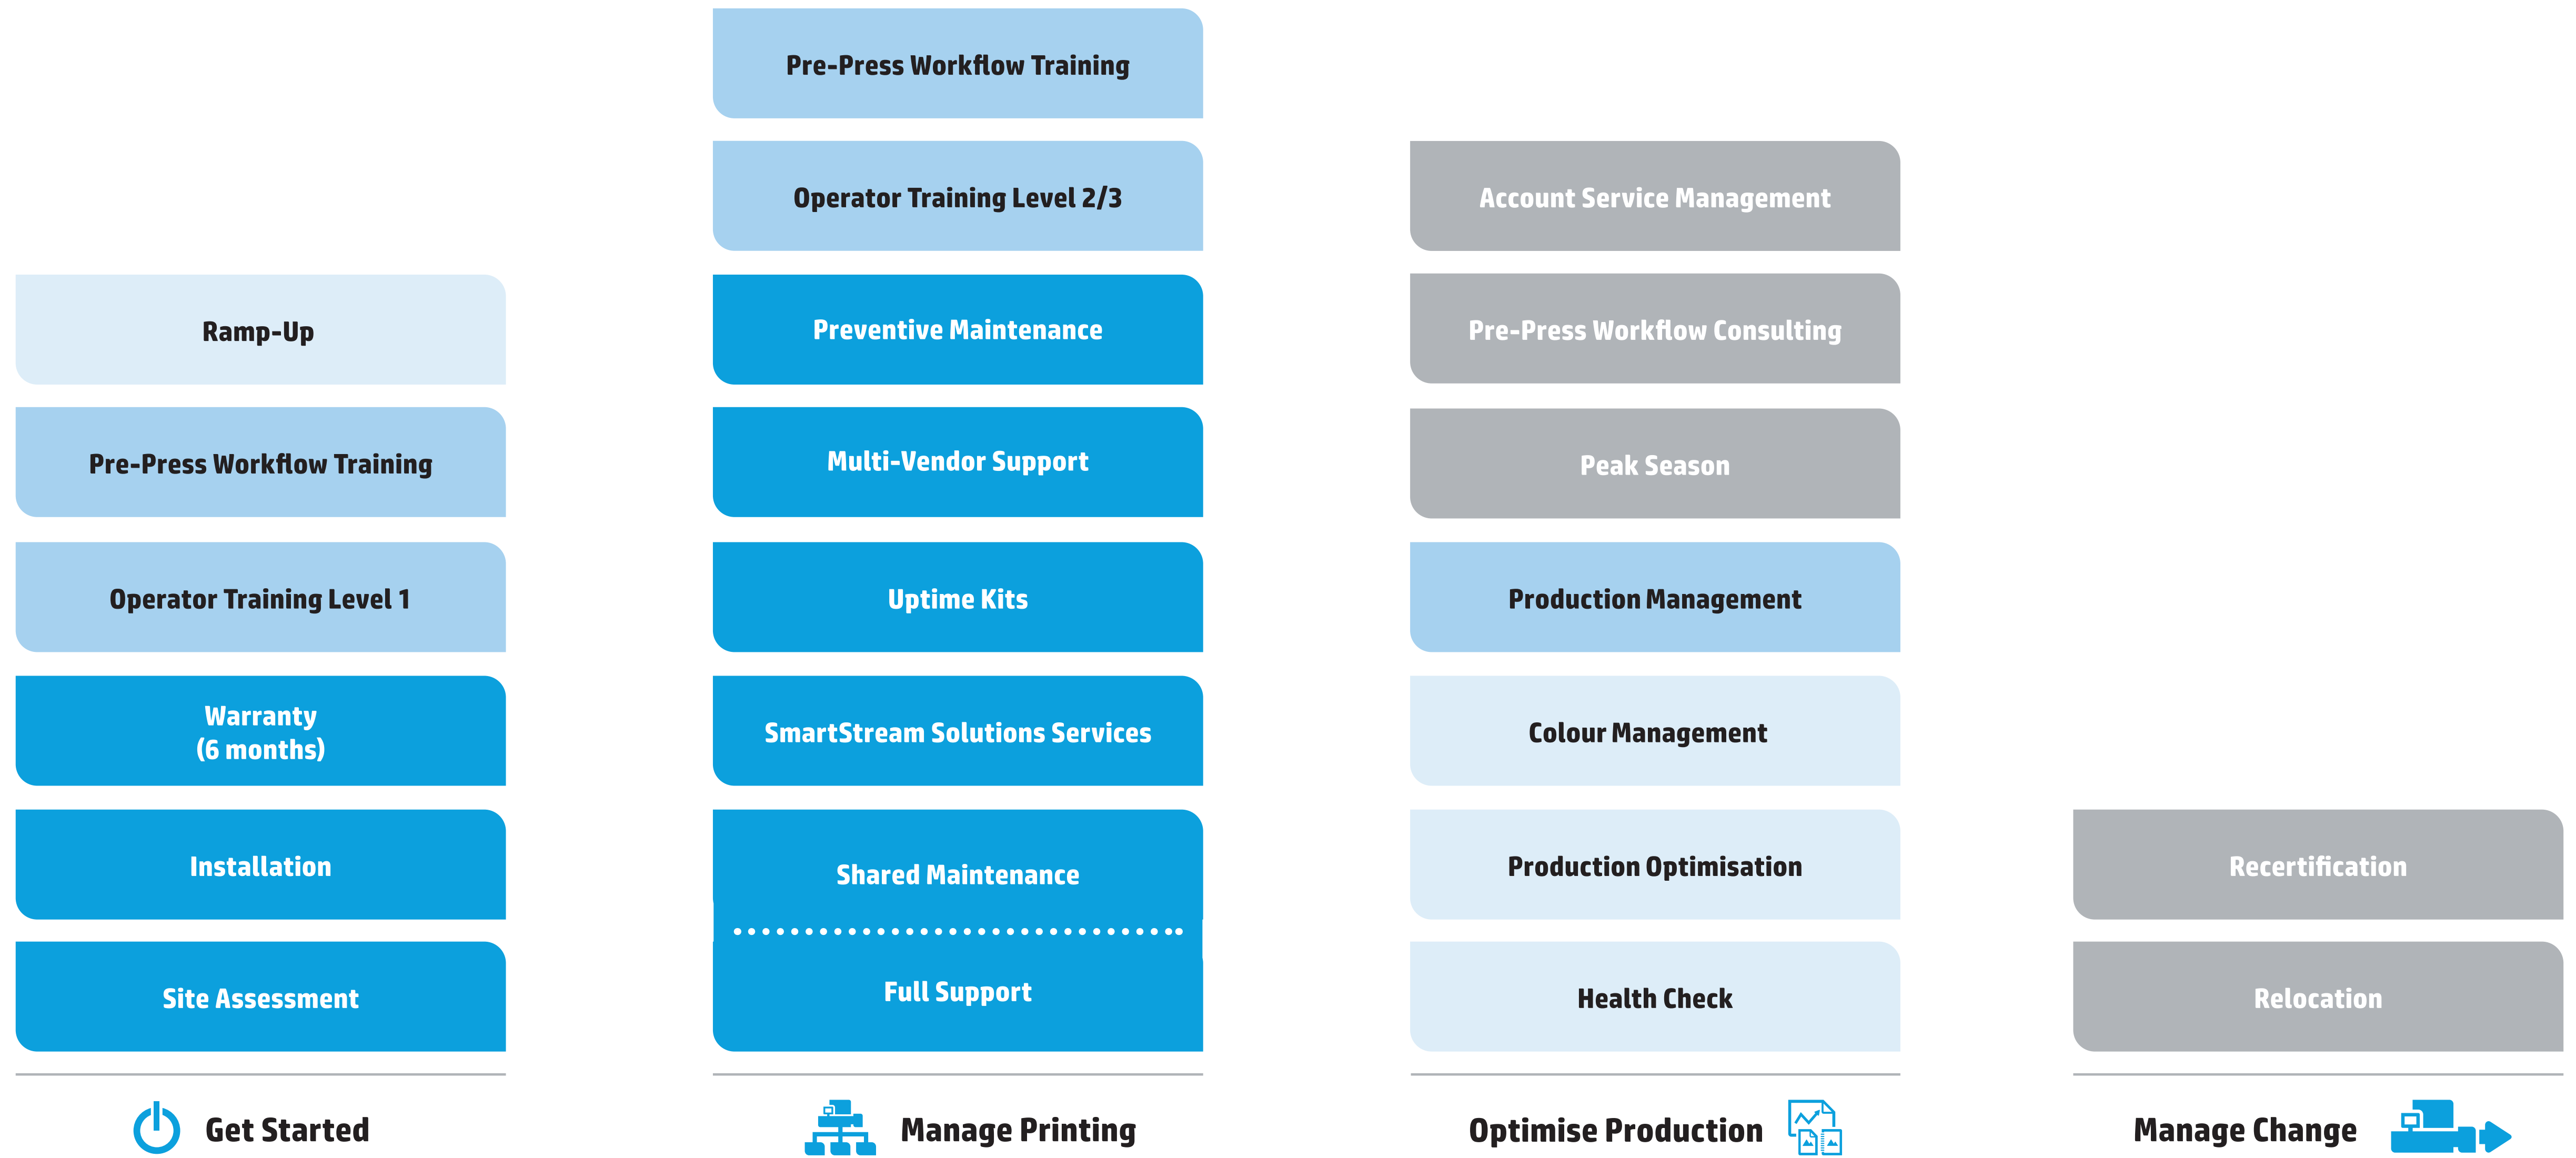 Ramp-Up
Pre-Press Workflow Training
Operator Training Level 1
Warranty
(6 months)
Installation
Site Assessment
Get Started
Pre-Press Workflow Training
Operator Training Level 2/3
Preventive Maintenance
Multi-Vendor Support
Uptime Kits
SmartStream Solutions Services
Shared Maintenance
Full Support
Manage Printing
Account Service Management
Pre-Press Workflow Consulting
Peak Season
Production Management
Colour Management
Production Optimisation
Health Check
Optimise Production
Recertification
Relocation
Manage Change